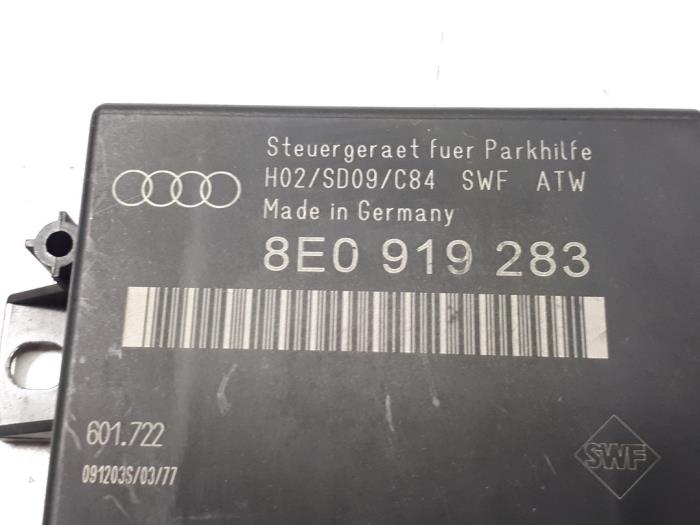 Steuergeraet fuer Parkhilfe
H02/SD09/C84 SWF ATW
Made in Germany
8E0 919 283
601.722
091203S/03/77
SWF